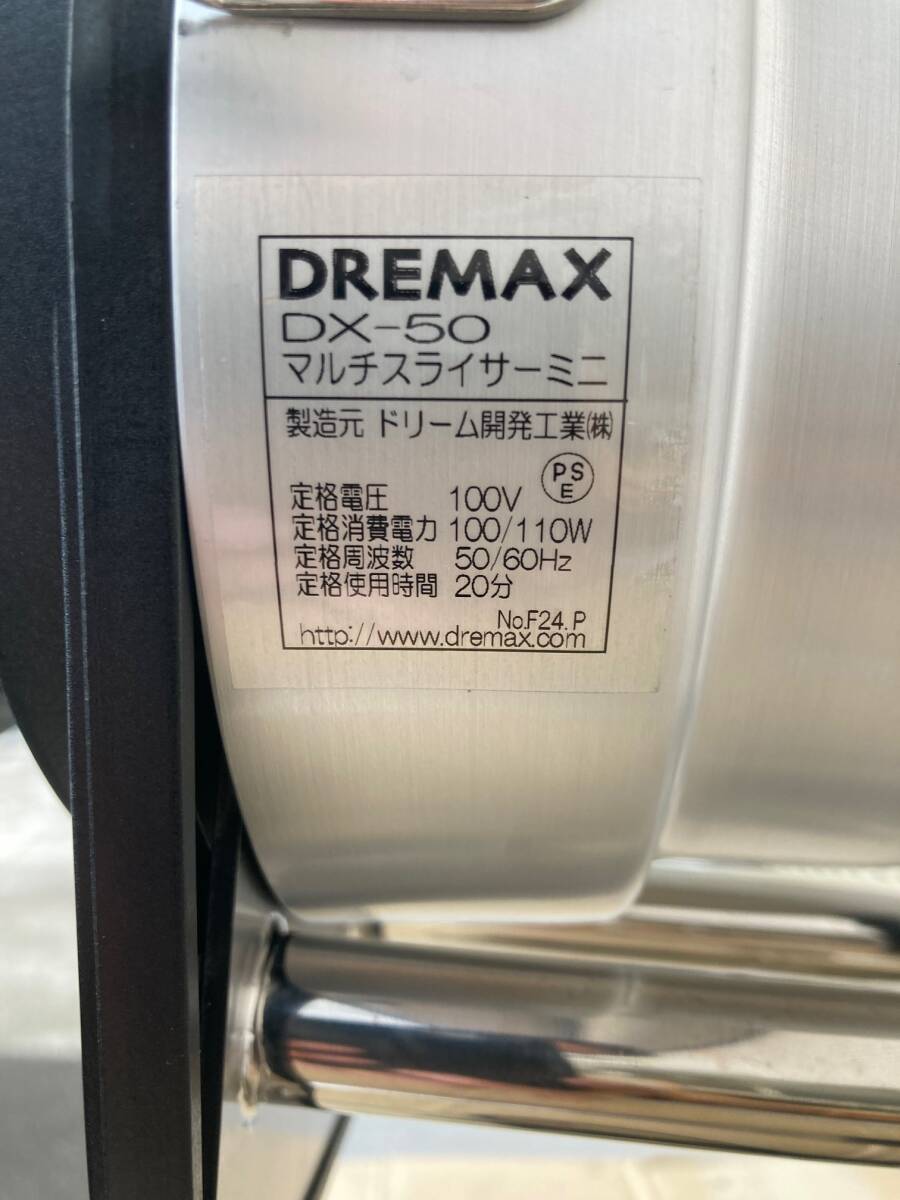 DREMAX
DX-50
マルチスライサーミニ
製造元 ドリーム開発工業㈱
PS
E
定格電圧 100V
定格消費電力 100/110W
定格周波数 50/60Hz
定格使用時間 20分
No.F24.P
http://www.dremax.com